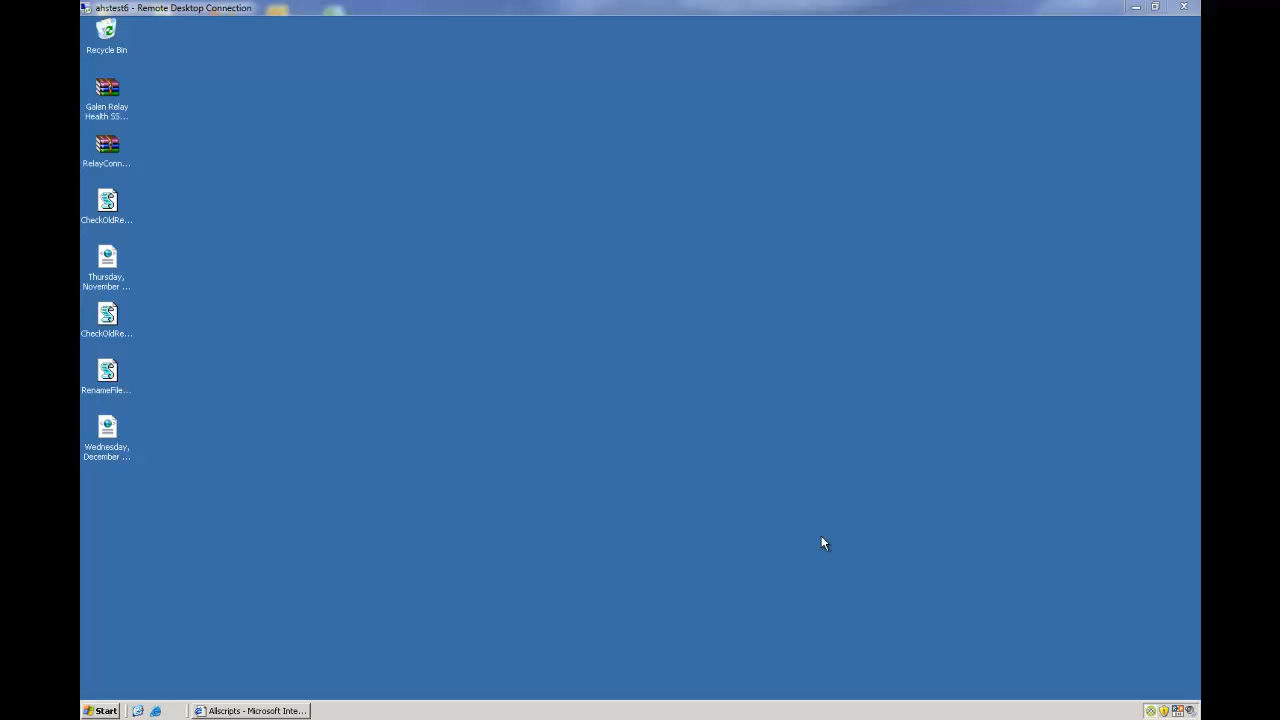 ahstest6 - Remote Desktop Connection
Recycle Bin
Galen Relay
Health S5...
RelayConn...
CheckOldRe...
Thursday,
November ...
CheckOldRe...
RenameFile...
Wednesday,
December ...
Start
Allscripts - Microsoft Inte...